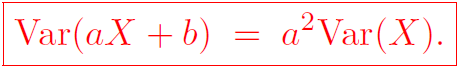 Var(aX + b) = a²Var(X).